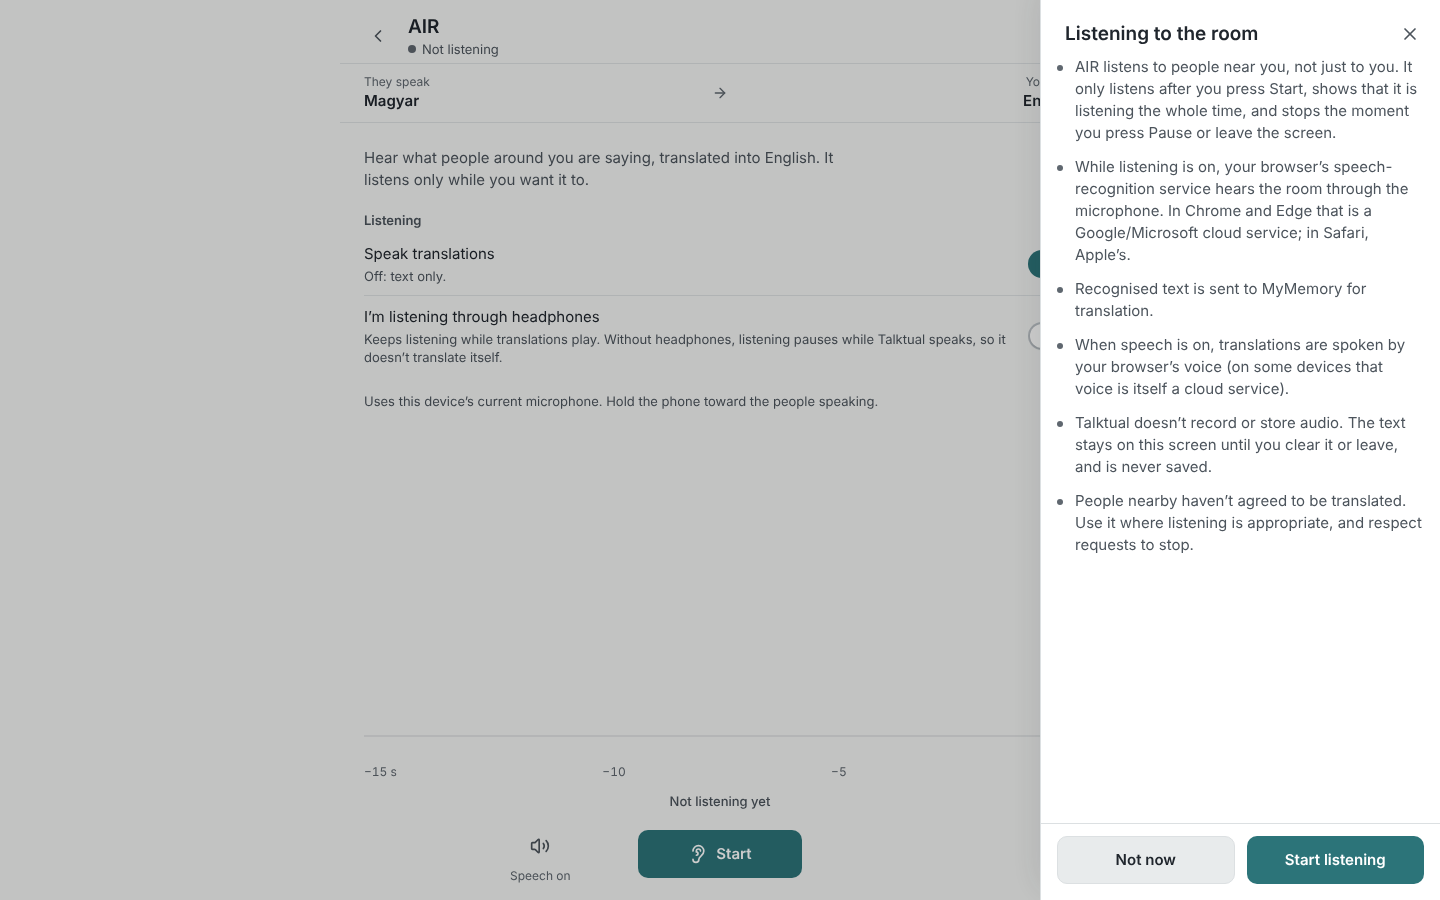 AIR
Not listening
They speak
Magyar
Hear what people around you are saying, translated into English. It
listens only while you want it to.
Listening
Speak translations
Off: text only.
I’m listening through headphones
Keeps listening while translations play. Without headphones, listening pauses while Talktual speaks, so it
doesn’t translate itself.
Uses this device’s current microphone. Hold the phone toward the people speaking.
−15 s
−10
−5
Not listening yet
Speech on
Start
Listening to the room
AIR listens to people near you, not just to you. It
only listens after you press Start, shows that it is
listening the whole time, and stops the moment
you press Pause or leave the screen.
While listening is on, your browser’s speech-
recognition service hears the room through the
microphone. In Chrome and Edge that is a
Google/Microsoft cloud service; in Safari,
Apple’s.
Recognised text is sent to MyMemory for
translation.
When speech is on, translations are spoken by
your browser’s voice (on some devices that
voice is itself a cloud service).
Talktual doesn’t record or store audio. The text
stays on this screen until you clear it or leave,
and is never saved.
People nearby haven’t agreed to be translated.
Use it where listening is appropriate, and respect
requests to stop.
Not now
Start listening